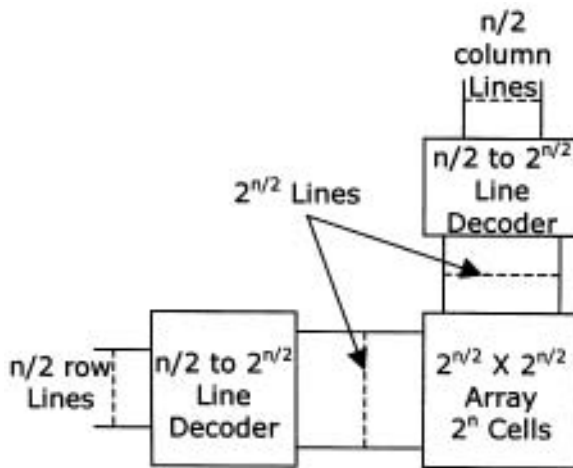 n/2
column
Lines
n/2 to 2^{n/2}
Line
Decoder
2^{n/2} Lines
n/2 row
Lines
n/2 to 2^{n/2}
Line
Decoder
2^{n/2} X 2^{n/2}
Array
2^n Cells